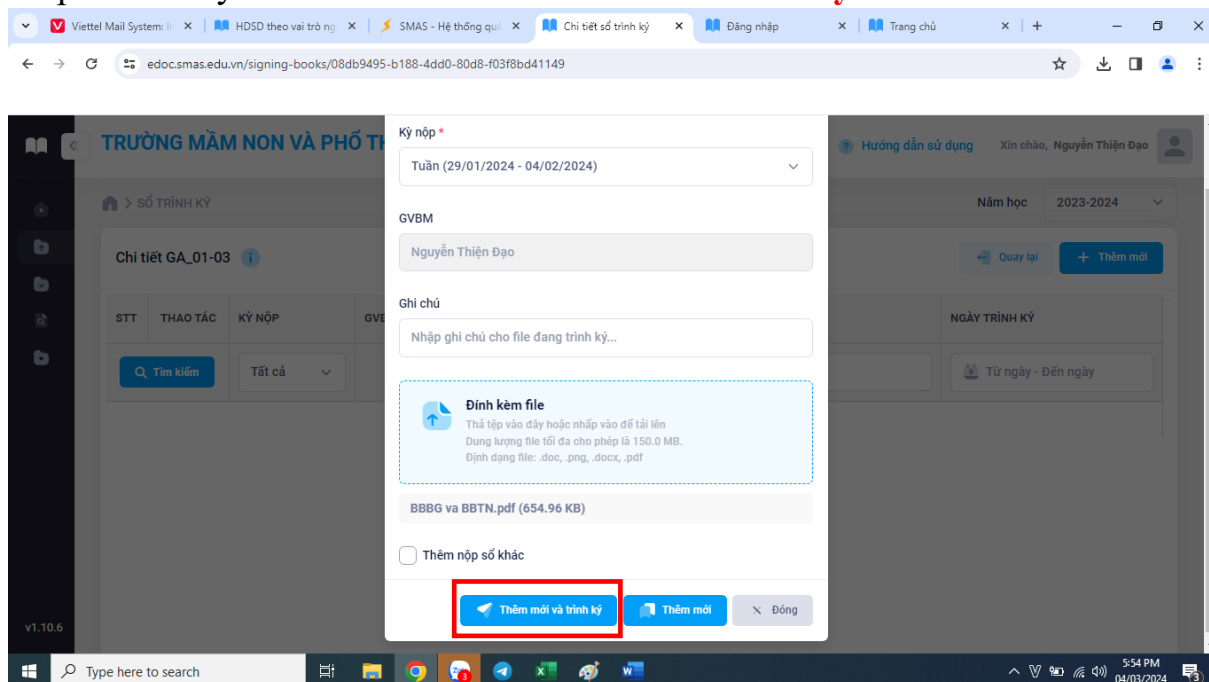 Viettel Mail System: In
HDSD theo vai trò ng
SMAS - Hệ thống quả
Chi tiết sổ trình ký
Đăng nhập
Trang chủ
edoc.smas.edu.vn/signing-books/08db9495-b188-4dd0-80d8-f03f8bd41149
TRƯỜNG MẦM NON VÀ PHỔ TH
Hướng dẫn sử dụng
Xin chào, Nguyễn Thiện Đạo
> SỔ TRÌNH KÝ
Năm học
2023-2024
Chi tiết GA_01-03
Quay lại
+ Thêm mới
STT THAO TÁC KỲ NỘP GVB
NGÀY TRÌNH KÝ
Tìm kiếm
Tất cả
Từ ngày - Đến ngày
Kỳ nộp *
Tuần (29/01/2024 - 04/02/2024)
GVBM
Nguyễn Thiện Đạo
Ghi chú
Nhập ghi chú cho file đang trình ký...
Đính kèm file
Thả tệp vào đây hoặc nhấp vào để tải lên
Dung lượng file tối đa cho phép là 150.0 MB.
Định dạng file: .doc, .png, .docx, .pdf
BBBG va BBTN.pdf (654.96 KB)
Thêm nộp sổ khác
Thêm mới và trình ký
Thêm mới
Đóng
v1.10.6
Type here to search
5:54 PM
04/03/2024